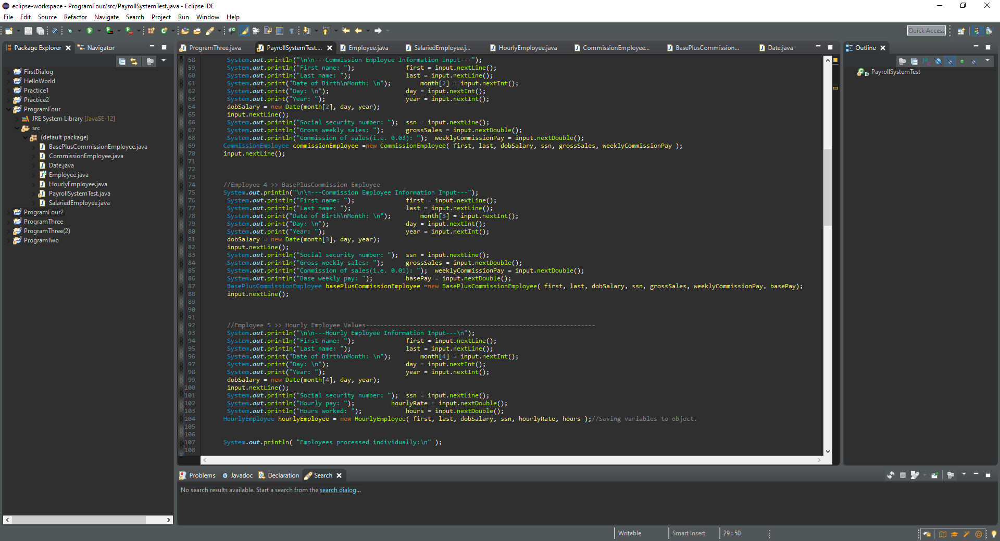 eclipse-workspace - ProgramFour/src/PayrollSystemTest.java - Eclipse IDE
File Edit Source Refactor Navigate Search Project Run Window Help
Quick Access
Package Explorer Navigator
FirstDialog
HelloWorld
Practice1
Practice2
ProgramFour
JRE System Library [JavaSE-12]
src
(default package)
BasePlusCommissionEmployee.java
CommissionEmployee.java
Date.java
Employee.java
HourlyEmployee.java
PayrollSystemTest.java
SalariedEmployee.java
ProgramFour2
ProgramThree
ProgramThree(2)
ProgramTwo
ProgramThree.java PayrollSystemTest.... Employee.java SalariedEmployee.j... HourlyEmployee.java CommissionEmployee... BasePlusCommission... Date.java
58 System.out.println("\n\n---Commission Employee Information Input---");
59 System.out.println("First name: "); first = input.nextLine();
60 System.out.println("Last name: "); last = input.nextLine();
61 System.out.print("Date of Birth\nMonth: \n"); month[2] = input.nextInt();
62 System.out.print("Day: \n"); day = input.nextInt();
63 System.out.print("Year: "); year = input.nextInt();
64 dobSalary = new Date(month[2], day, year);
65 input.nextLine();
66 System.out.println("Social security number: "); ssn = input.nextLine();
67 System.out.println("Gross weekly sales: "); grossSales = input.nextDouble();
68 System.out.println("Commission of sales(i.e. 0.03): "); weeklyCommissionPay = input.nextDouble();
69 CommissionEmployee commissionEmployee =new CommissionEmployee( first, last, dobSalary, ssn, grossSales, weeklyCommissionPay );
70 input.nextLine();
71
72
73
74 //Employee 4 >> BasePlusCommission Employee
75 System.out.println("\n\n---Commission Employee Information Input---");
76 System.out.println("First name: "); first = input.nextLine();
77 System.out.println("Last name: "); last = input.nextLine();
78 System.out.print("Date of Birth\nMonth: \n"); month[3] = input.nextInt();
79 System.out.print("Day: \n"); day = input.nextInt();
80 System.out.print("Year: "); year = input.nextInt();
81 dobSalary = new Date(month[3], day, year);
82 input.nextLine();
83 System.out.println("Social security number: "); ssn = input.nextLine();
84 System.out.println("Gross weekly sales: "); grossSales = input.nextDouble();
85 System.out.println("Commission of sales(i.e. 0.01): "); weeklyCommissionPay = input.nextDouble();
86 System.out.println("Base weekly pay: "); basePay = input.nextDouble();
87 BasePlusCommissionEmployee basePlusCommissionEmployee =new BasePlusCommissionEmployee( first, last, dobSalary, ssn, grossSales, weeklyCommissionPay, basePay);
88 input.nextLine();
89
90
91
92 //Employee 5 >> Hourly Employee Values---------------------------------------------------------------
93 System.out.println("\n\n---Hourly Employee Information Input---\n");
94 System.out.println("First name: "); first = input.nextLine();
95 System.out.println("Last name: "); last = input.nextLine();
96 System.out.print("Date of Birth\nMonth: \n"); month[4] = input.nextInt();
97 System.out.print("Day: \n"); day = input.nextInt();
98 System.out.print("Year: "); year = input.nextInt();
99 dobSalary = new Date(month[4], day, year);
100 input.nextLine();
101 System.out.println("Social security number: "); ssn = input.nextLine();
102 System.out.println("Hourly pay: "); hourlyRate = input.nextDouble();
103 System.out.println("Hours worked: "); hours = input.nextDouble();
104 HourlyEmployee hourlyEmployee = new HourlyEmployee( first, last, dobSalary, ssn, hourlyRate, hours );//Saving variables to object.
105
106
107 System.out.println( "Employees processed individually:\n" );
108
Outline
PayrollSystemTest
Problems Javadoc Declaration Search
No search results available. Start a search from the search dialog...
Writable Smart Insert 29 : 50